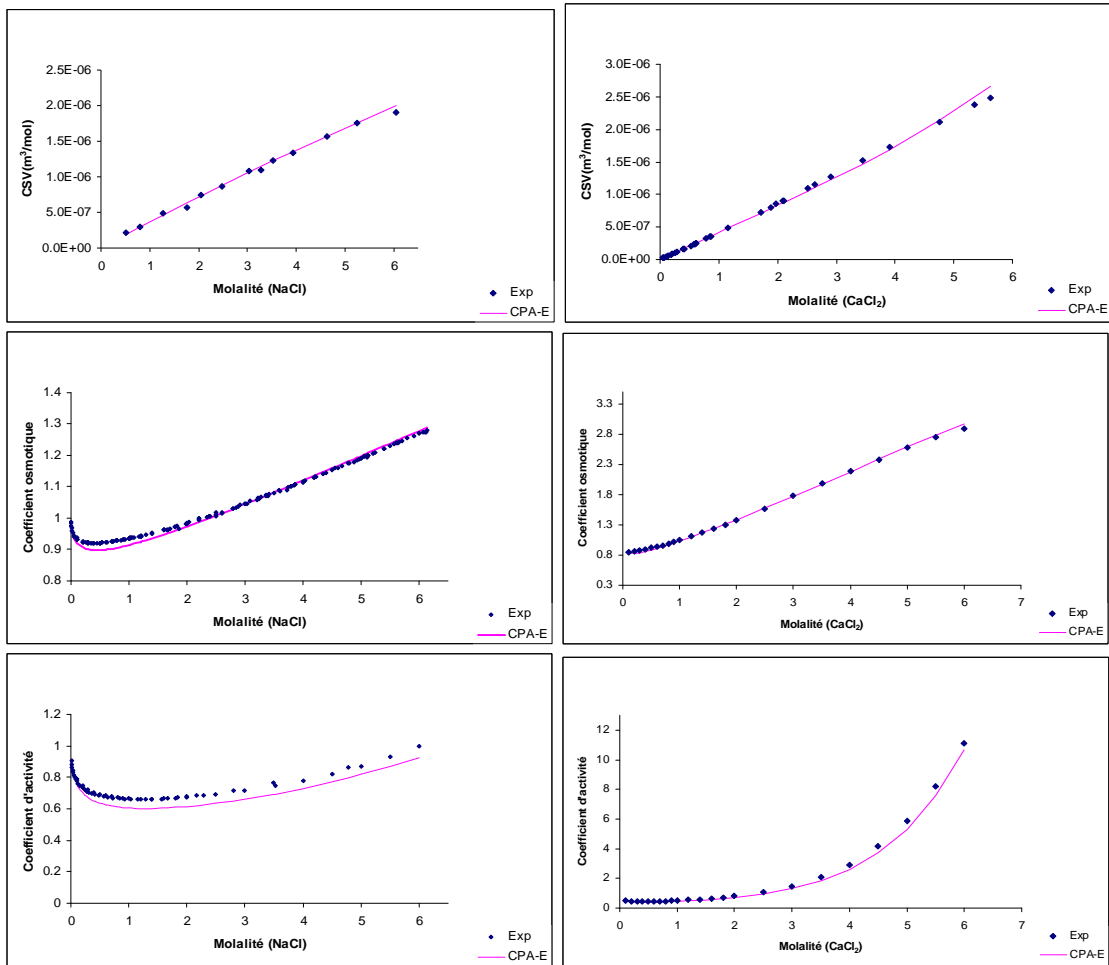 2.5E-06
2.0E-06
1.5E-06
1.0E-06
5.0E-07
0.0E+00
CSV(m³/mol)
0 1 2 3 4 5 6
Molalité (NaCl)
Exp
CPA-E
3.0E-06
2.5E-06
2.0E-06
1.5E-06
1.0E-06
5.0E-07
0.0E+00
CSV(m³/mol)
0 1 2 3 4 5 6
Molalité (CaCl₂)
Exp
CPA-E
1.4
1.3
1.2
1.1
1
0.9
0.8
Coefficient osmotique
0 1 2 3 4 5 6
Molalité (NaCl)
Exp
CPA-E
3.3
2.8
2.3
1.8
1.3
0.8
0.3
Coefficient osmotique
0 1 2 3 4 5 6 7
Molalité (CaCl₂)
Exp
CPA-E
1.2
1
0.8
0.6
0.4
0.2
0
Coefficient d'activité
0 1 2 3 4 5 6
Molalité (NaCl)
Exp
CPA-E
12
10
8
6
4
2
0
Coefficient d'activité
0 1 2 3 4 5 6 7
Molalité (CaCl₂)
Exp
CPA-E